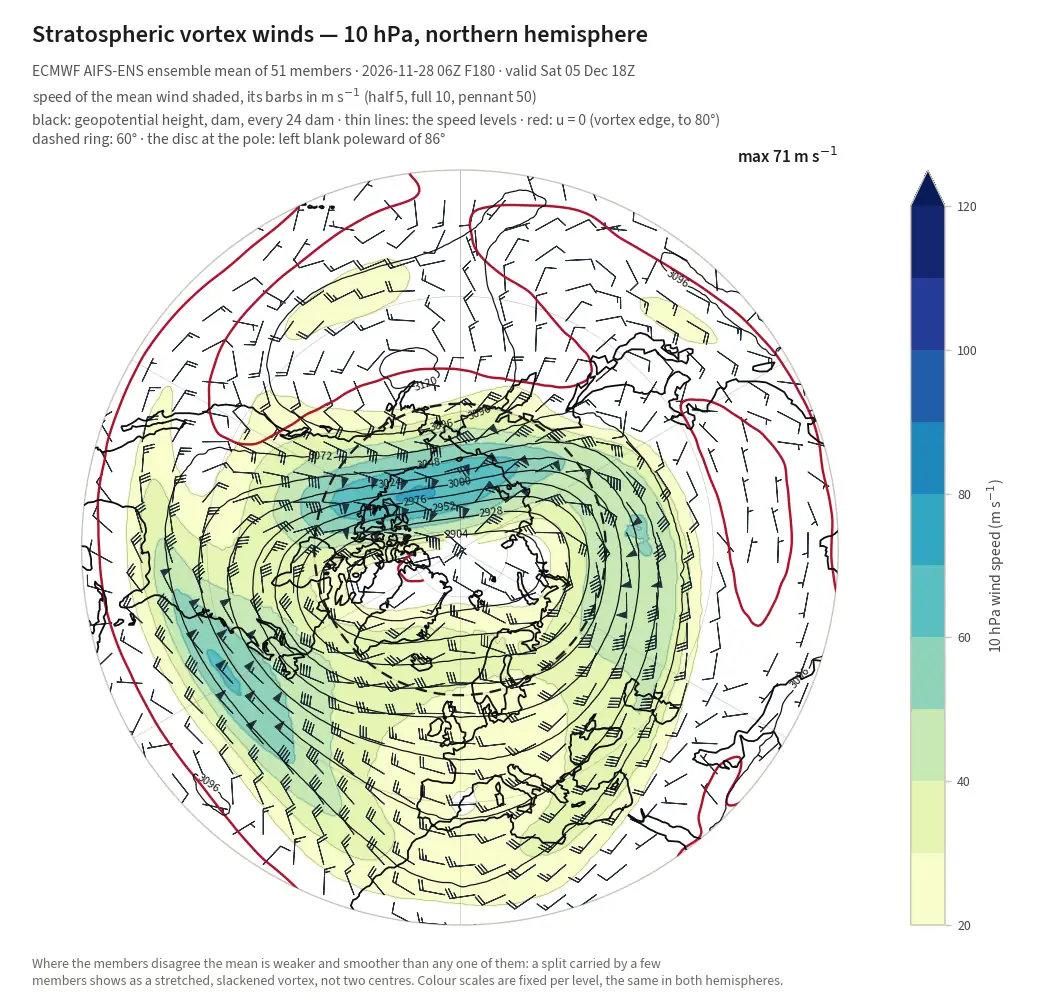 Stratospheric vortex winds — 10 hPa, northern hemisphere
ECMWF AIFS-ENS ensemble mean of 51 members · 2026-11-28 06Z F180 · valid Sat 05 Dec 18Z
speed of the mean wind shaded, its barbs in m s⁻¹ (half 5, full 10, pennant 50)
black: geopotential height, dam, every 24 dam · thin lines: the speed levels · red: u = 0 (vortex edge, to 80°)
dashed ring: 60° · the disc at the pole: left blank poleward of 86°
max 71 m s⁻¹
120
100
80
60
40
20
10 hPa wind speed (m s⁻¹)
3096
3120
3096
3096
3072
3048
3024
3000
2976
2952
2928
2904
3096
3096
Where the members disagree the mean is weaker and smoother than any one of them: a split carried by a few
members shows as a stretched, slackened vortex, not two centres. Colour scales are fixed per level, the same in both hemispheres.